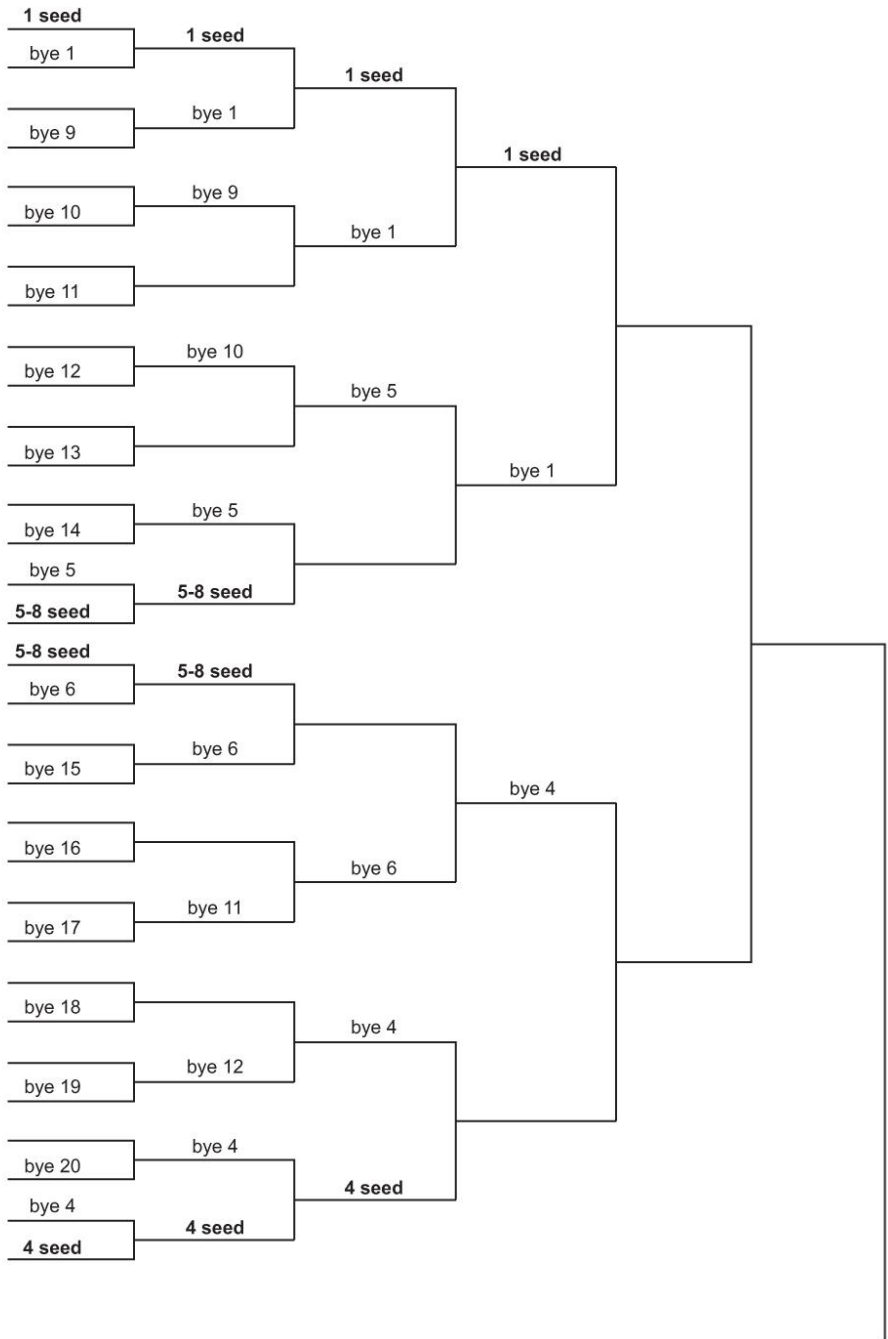 1 seed
bye 1
bye 9
bye 10
bye 11
bye 12
bye 13
bye 14
bye 5
5-8 seed
5-8 seed
bye 6
bye 15
bye 16
bye 17
bye 18
bye 19
bye 20
bye 4
4 seed
1 seed
bye 1
bye 9
bye 10
bye 5
5-8 seed
5-8 seed
bye 6
bye 11
bye 12
bye 4
4 seed
1 seed
bye 1
bye 5
bye 6
bye 4
4 seed
1 seed
bye 1
bye 4